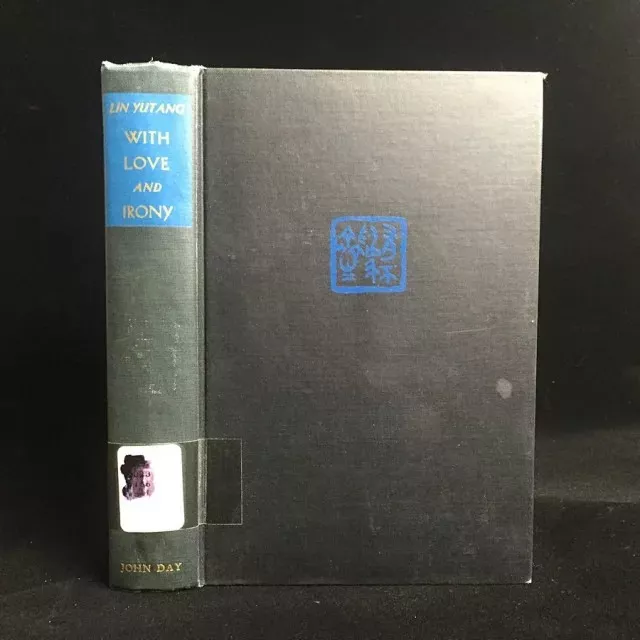 LIN YUTANG
WITH
LOVE
AND
IRONY
JOHN DAY